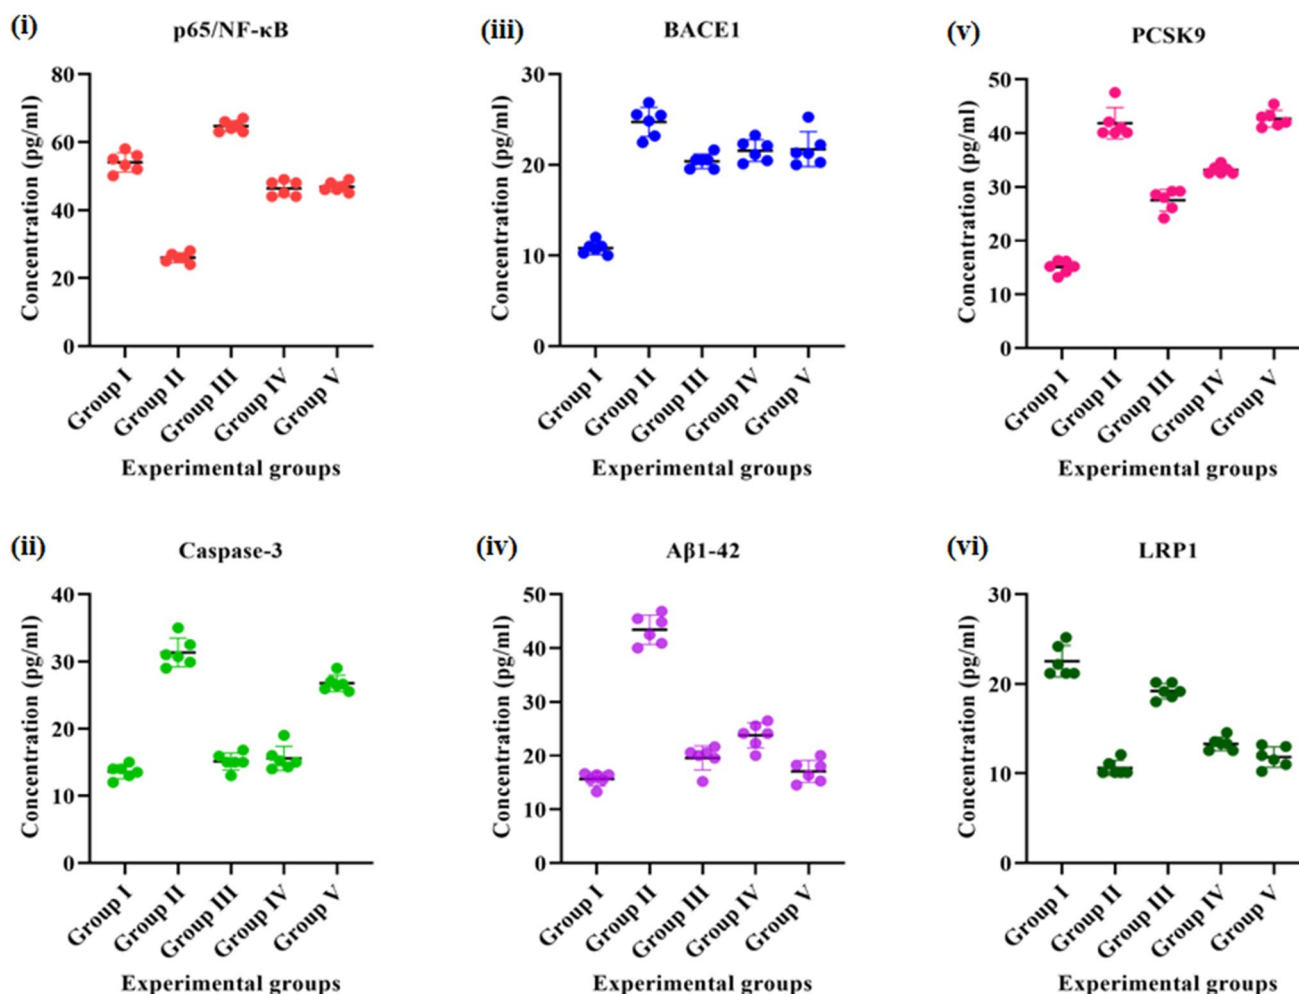 (i)
p65/NF-κB
Concentration (pg/ml)
80
60
40
20
0
Group I
Group II
Group III
Group IV
Group V
Experimental groups
(iii)
BACE1
Concentration (pg/ml)
30
20
10
0
Group I
Group II
Group III
Group IV
Group V
Experimental groups
(v)
PCSK9
Concentration (pg/ml)
50
40
30
20
10
0
Group I
Group II
Group III
Group IV
Group V
Experimental groups
(ii)
Caspase-3
Concentration (pg/ml)
40
30
20
10
0
Group I
Group II
Group III
Group IV
Group V
Experimental groups
(iv)
Aβ1-42
Concentration (pg/ml)
50
40
30
20
10
0
Group I
Group II
Group III
Group IV
Group V
Experimental groups
(vi)
LRP1
Concentration (pg/ml)
30
20
10
0
Group I
Group II
Group III
Group IV
Group V
Experimental groups